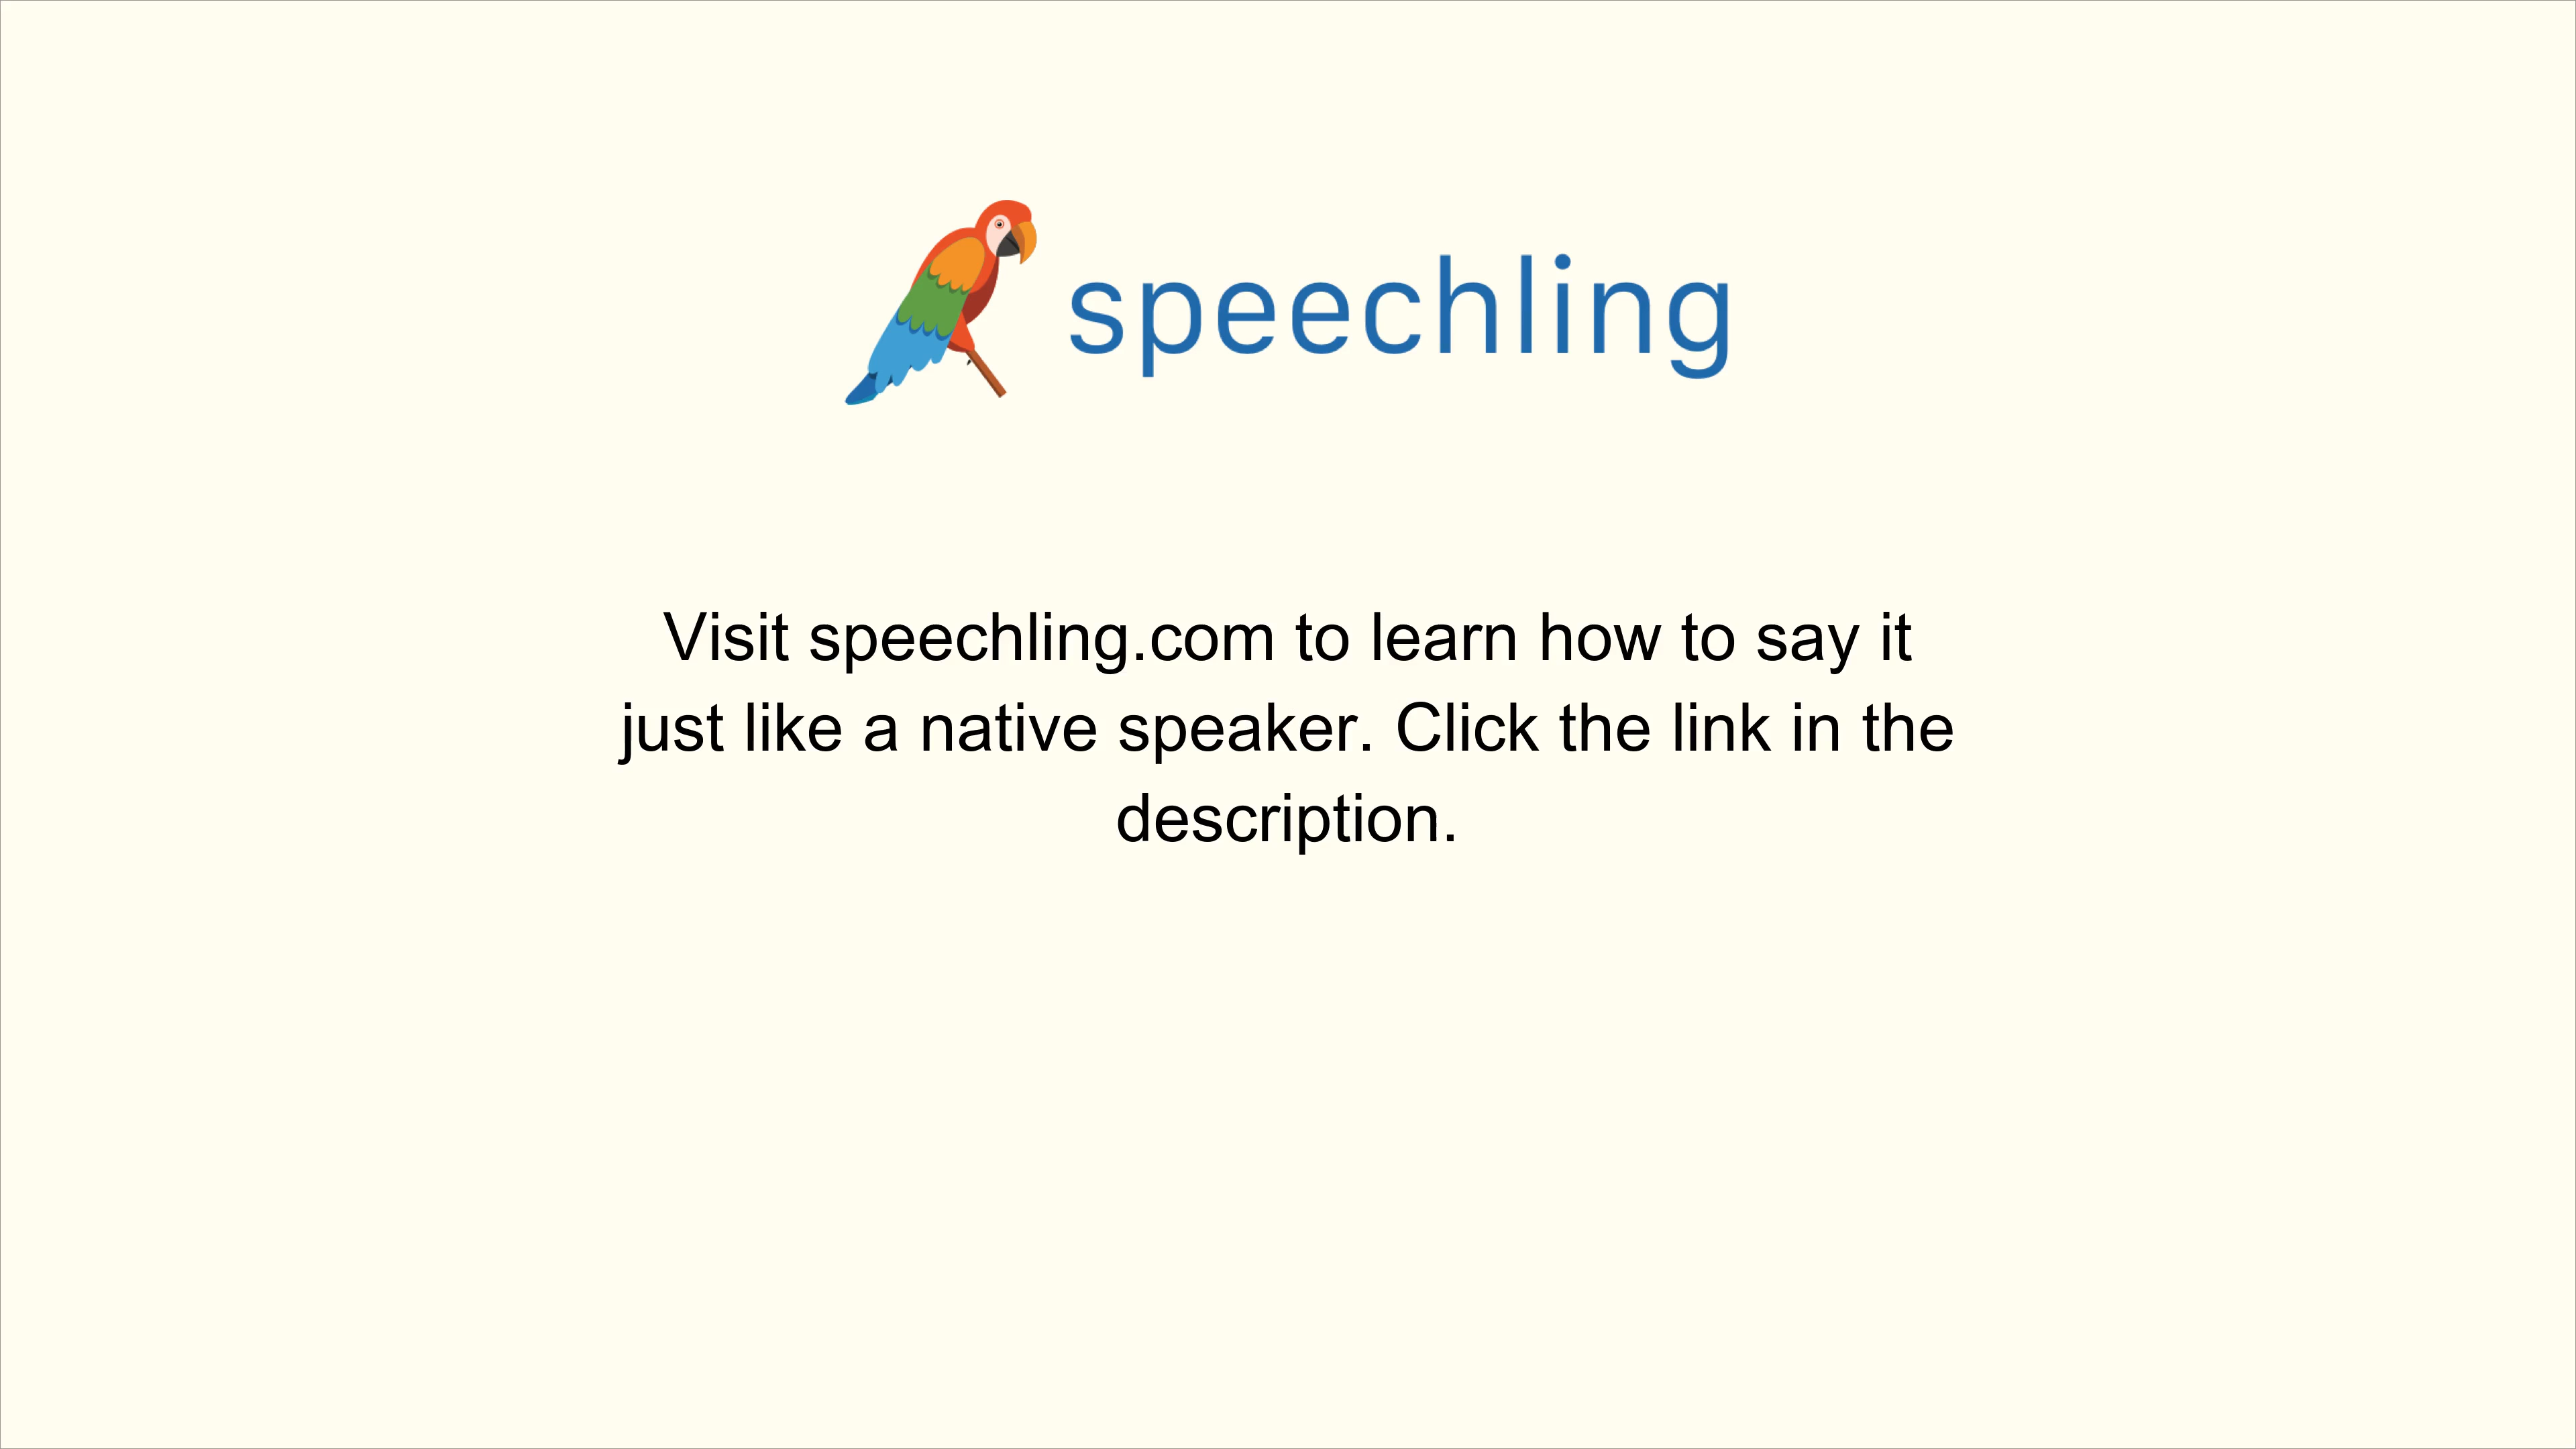 speechling
Visit speechling.com to learn how to say it
just like a native speaker. Click the link in the
description.